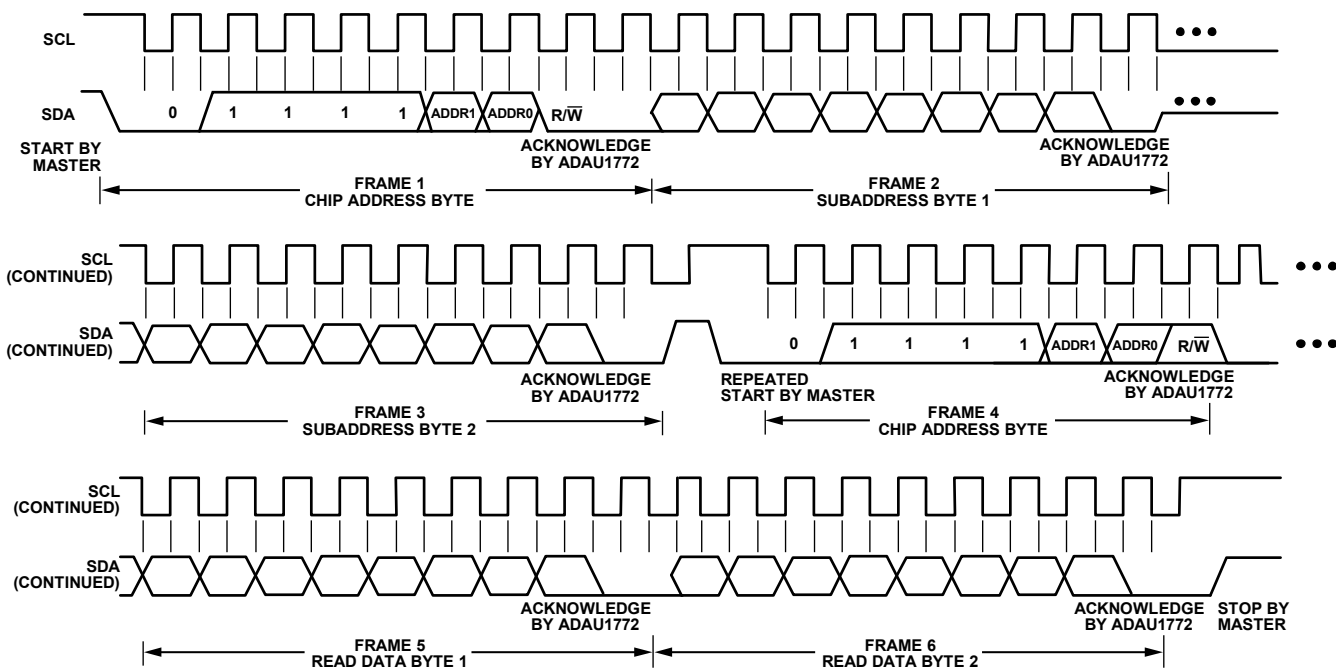 SCL
SDA
0 1 1 1 1 ADDR1 ADDR0 R/W̅
START BY
MASTER
ACKNOWLEDGE
BY ADAU1772
ACKNOWLEDGE
BY ADAU1772
FRAME 1
CHIP ADDRESS BYTE
FRAME 2
SUBADDRESS BYTE 1
SCL
(CONTINUED)
SDA
(CONTINUED)
0 1 1 1 1 ADDR1 ADDR0 R/W̅
ACKNOWLEDGE
BY ADAU1772
REPEATED
START BY MASTER
ACKNOWLEDGE
BY ADAU1772
FRAME 3
SUBADDRESS BYTE 2
FRAME 4
CHIP ADDRESS BYTE
SCL
(CONTINUED)
SDA
(CONTINUED)
ACKNOWLEDGE
BY ADAU1772
ACKNOWLEDGE
BY ADAU1772
STOP BY
MASTER
FRAME 5
READ DATA BYTE 1
FRAME 6
READ DATA BYTE 2